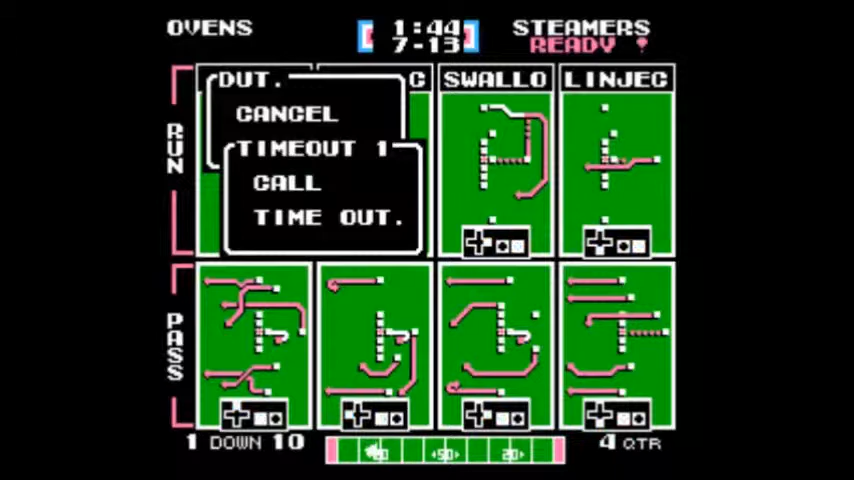 OVENS 1:44 STEAMERS
7-13 READY
DUT. C SWALLO LINJEC
CANCEL
TIMEOUT 1
CALL
TIME OUT.
RUN
PASS
1 DOWN 10 50 20 4 QTR